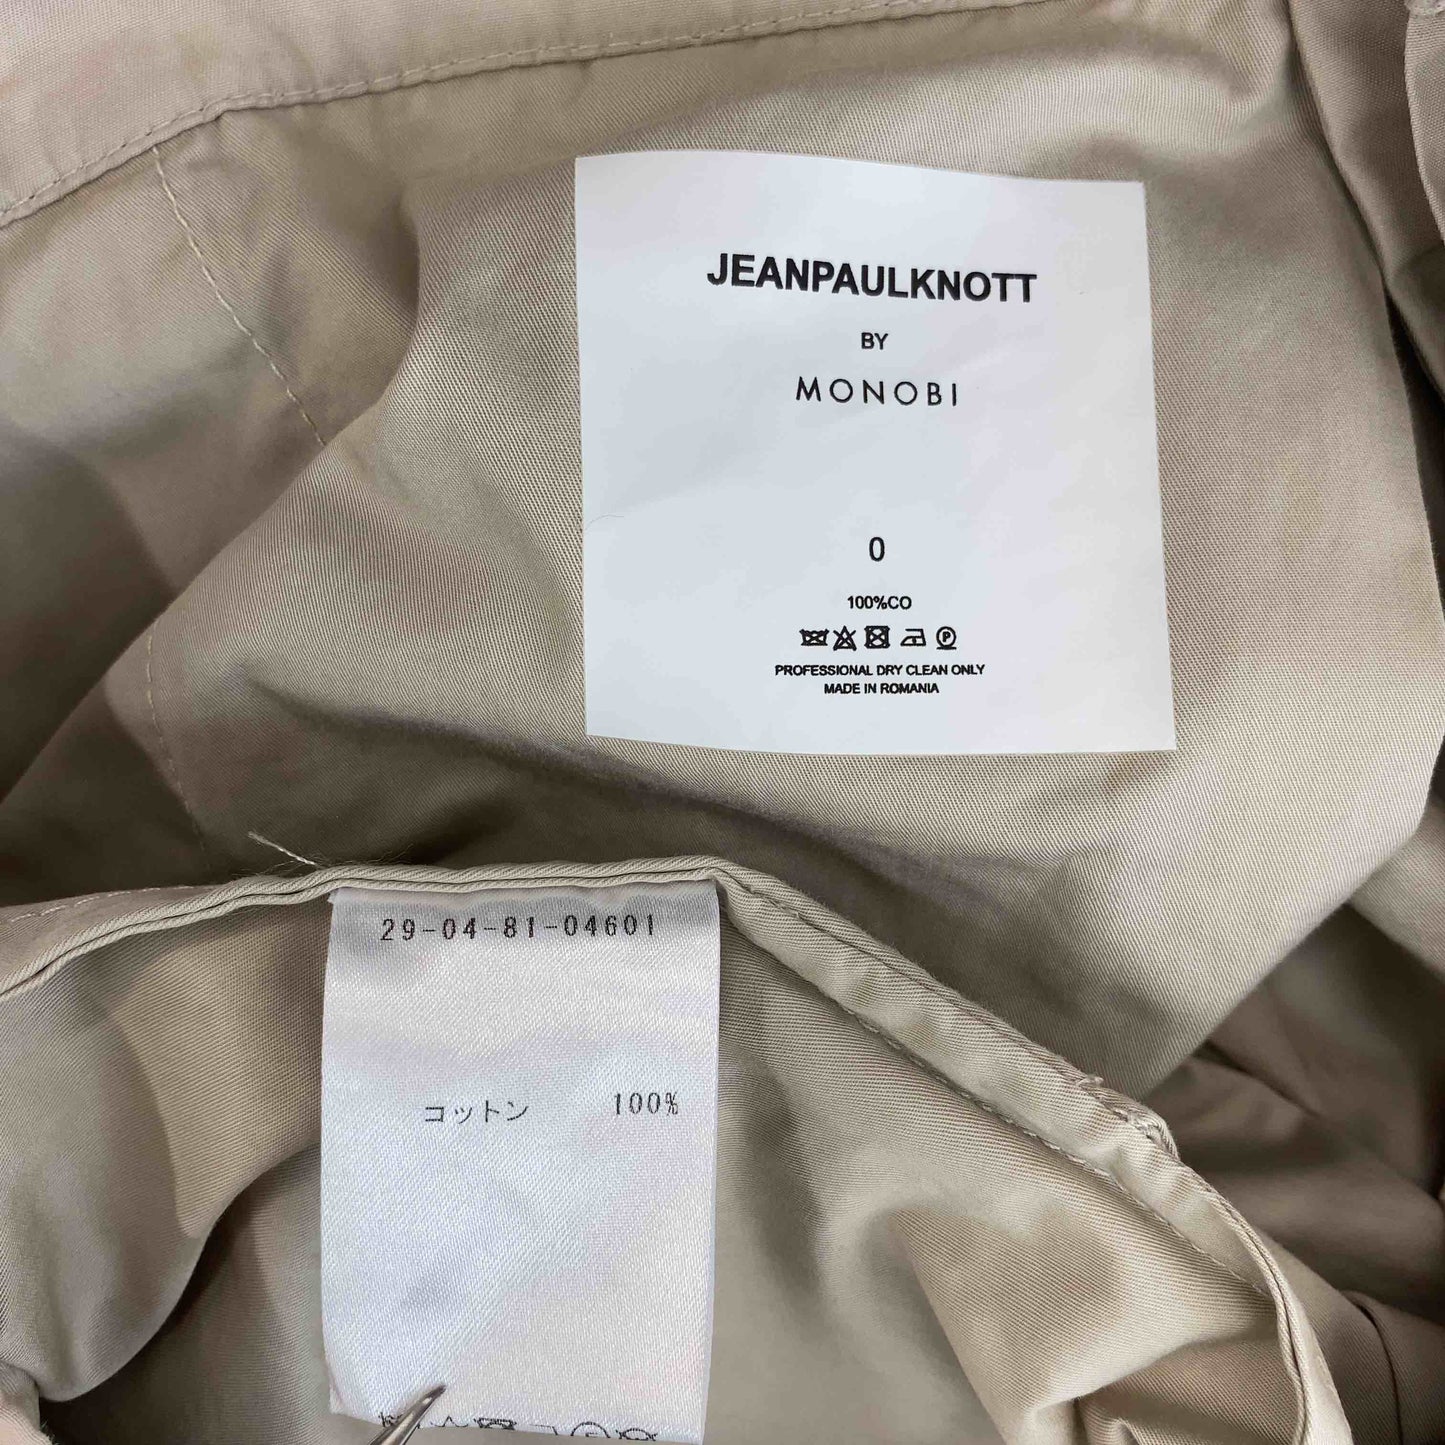 JEANPAULKNOTT
BY
MONOBI
0
100%CO
P
PROFESSIONAL DRY CLEAN ONLY
MADE IN ROMANIA
29-04-81-04601
コットン 100%